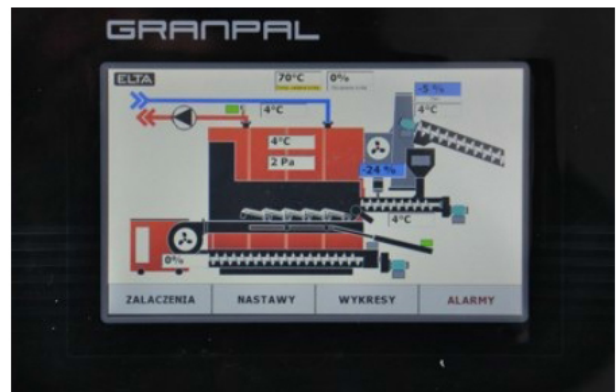 GRANPAL
ELTA
70°C 0%
-5 %
4°C
4°C
4°C
2 Pa
-24 %
4°C
0%
ZALACZENIA NASTAWY WYKRESY ALARMY